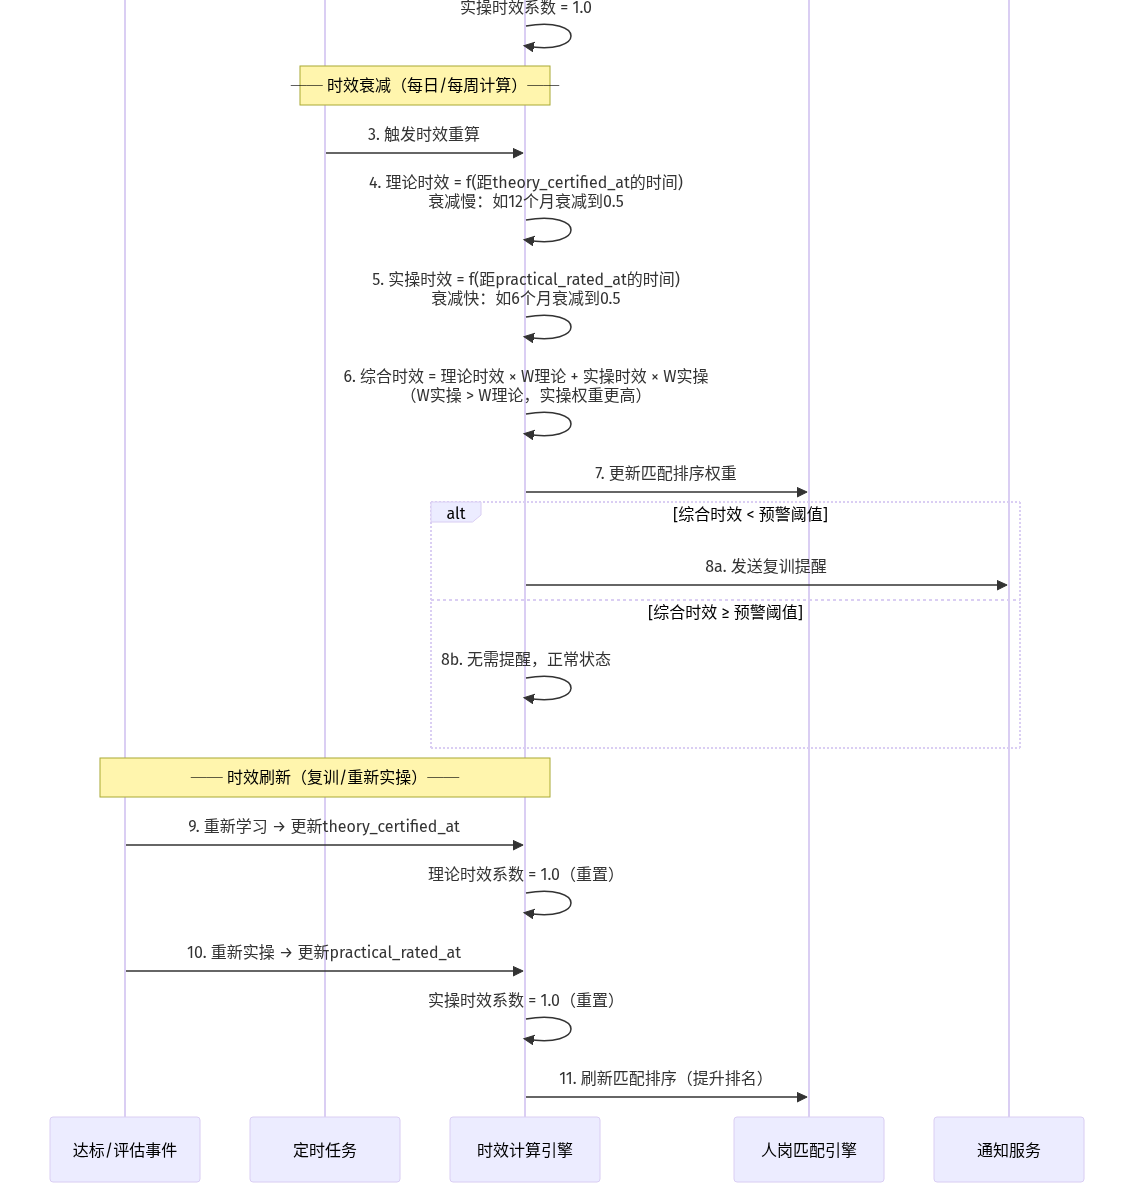 实操时效系数 = 1.0
—— 时效衰减（每日/每周计算）——
3. 触发时效重算
4. 理论时效 = f(距theory_certified_at的时间)
衰减慢：如12个月衰减到0.5
5. 实操时效 = f(距practical_rated_at的时间)
衰减快：如6个月衰减到0.5
6. 综合时效 = 理论时效 × W理论 + 实操时效 × W实操
（W实操 > W理论，实操权重更高）
7. 更新匹配排序权重
alt
[综合时效 < 预警阈值]
8a. 发送复训提醒
[综合时效 ≥ 预警阈值]
8b. 无需提醒，正常状态
—— 时效刷新（复训/重新实操）——
9. 重新学习 → 更新theory_certified_at
理论时效系数 = 1.0（重置）
10. 重新实操 → 更新practical_rated_at
实操时效系数 = 1.0（重置）
11. 刷新匹配排序（提升排名）
达标/评估事件
定时任务
时效计算引擎
人岗匹配引擎
通知服务